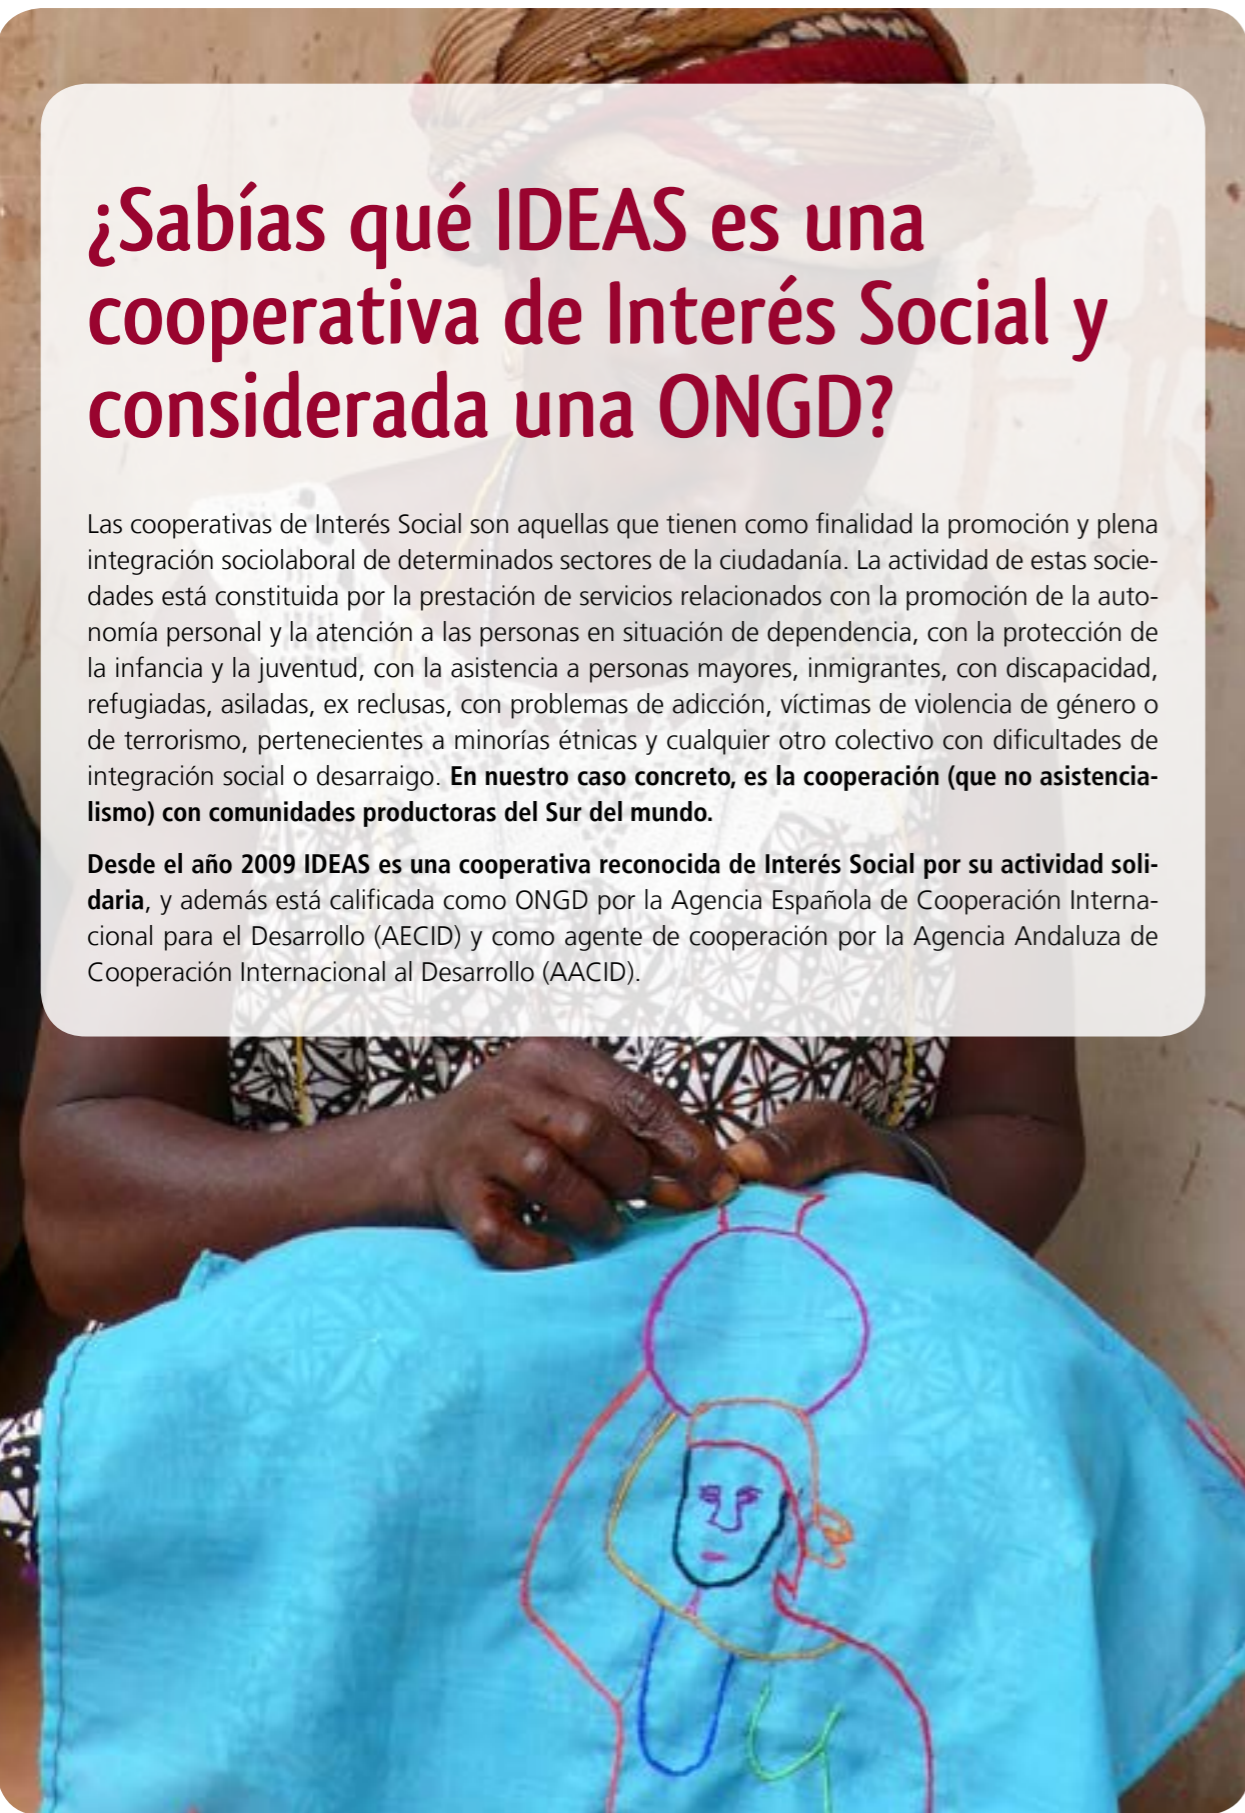 ¿Sabías qué IDEAS es una
cooperativa de Interés Social y
considerada una ONGD?
Las cooperativas de Interés Social son aquellas que tienen como finalidad la promoción y plena
integración sociolaboral de determinados sectores de la ciudadanía. La actividad de estas socie-
dades está constituida por la prestación de servicios relacionados con la promoción de la auto-
nomía personal y la atención a las personas en situación de dependencia, con la protección de
la infancia y la juventud, con la asistencia a personas mayores, inmigrantes, con discapacidad,
refugiadas, asiladas, ex reclusas, con problemas de adicción, víctimas de violencia de género o
de terrorismo, pertenecientes a minorías étnicas y cualquier otro colectivo con dificultades de
integración social o desarraigo. En nuestro caso concreto, es la cooperación (que no asistencia-
lismo) con comunidades productoras del Sur del mundo.
Desde el año 2009 IDEAS es una cooperativa reconocida de Interés Social por su actividad soli-
daria, y además está calificada como ONGD por la Agencia Española de Cooperación Interna-
cional para el Desarrollo (AECID) y como agente de cooperación por la Agencia Andaluza de
Cooperación Internacional al Desarrollo (AACID).